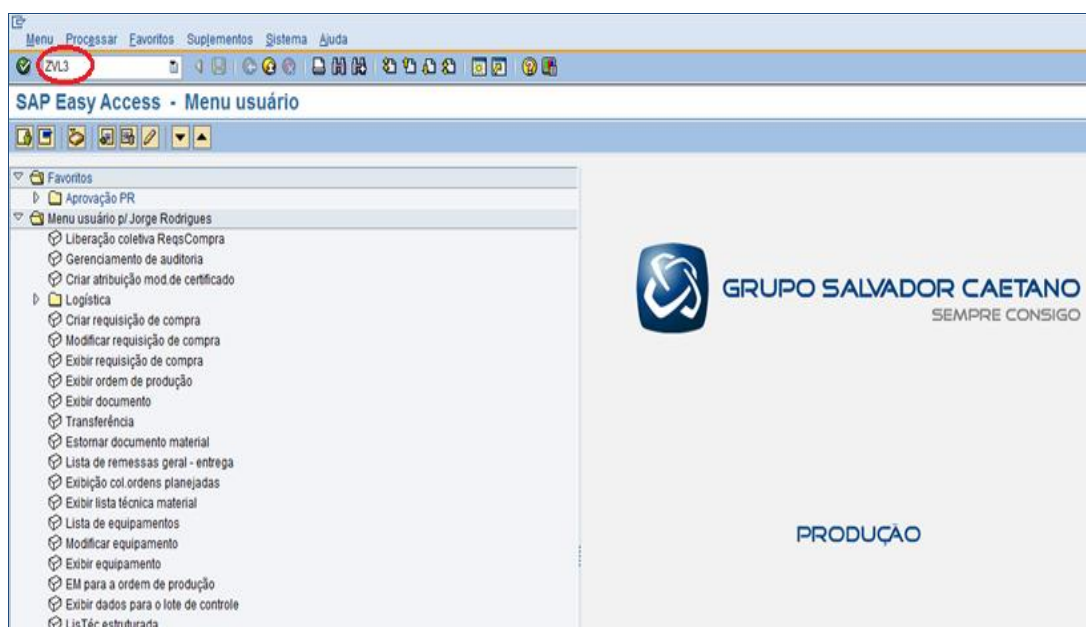 Menu Processar Favoritos Suplementos Sistema Ajuda
ZVL3
SAP Easy Access - Menu usuário
Favoritos
Aprovação PR
Menu usuário p/ Jorge Rodrigues
Liberação coletiva ReqsCompra
Gerenciamento de auditoria
Criar atribuição mod.de certificado
Logística
Criar requisição de compra
Modificar requisição de compra
Exibir requisição de compra
Exibir ordem de produção
Exibir documento
Transferência
Estornar documento material
Lista de remessas geral - entrega
Exibição col.ordens planejadas
Exibir lista técnica material
Lista de equipamentos
Modificar equipamento
Exibir equipamento
EM para a ordem de produção
Exibir dados para o lote de controle
LisTéc estruturada
GRUPO SALVADOR CAETANO
SEMPRE CONSIGO
PRODUÇÃO